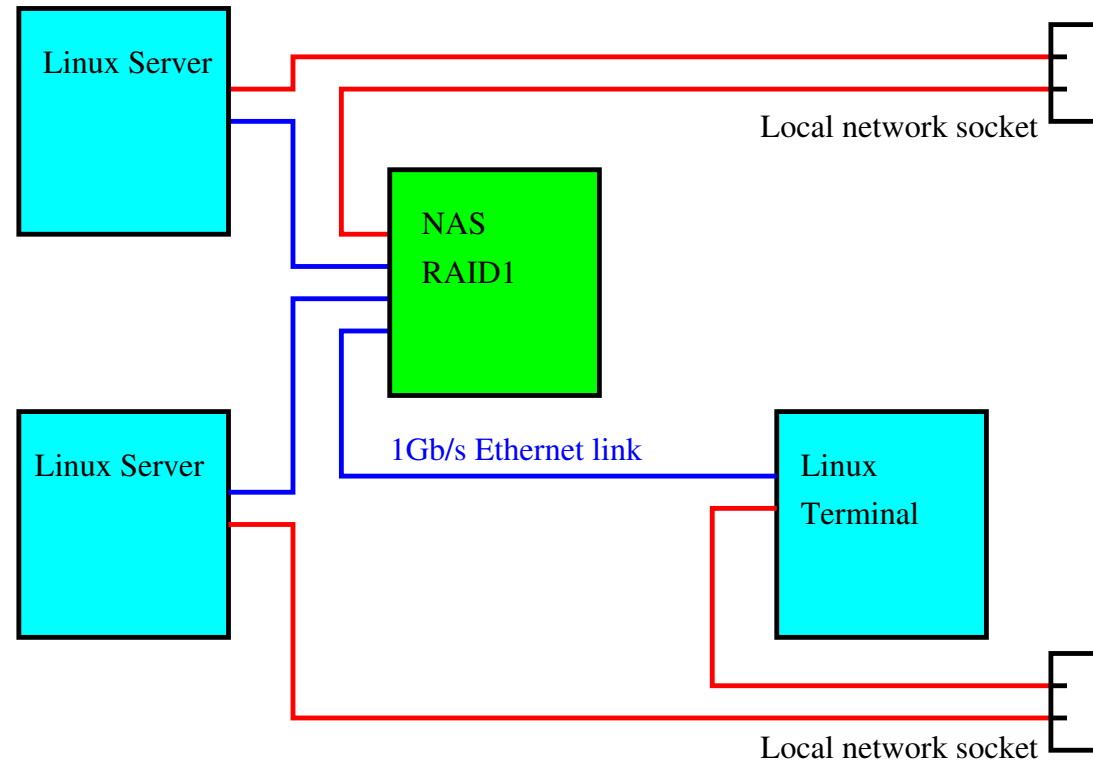 Linux Server
Local network socket
NAS
RAID1
1Gb/s Ethernet link
Linux Server
Linux
Terminal
Local network socket